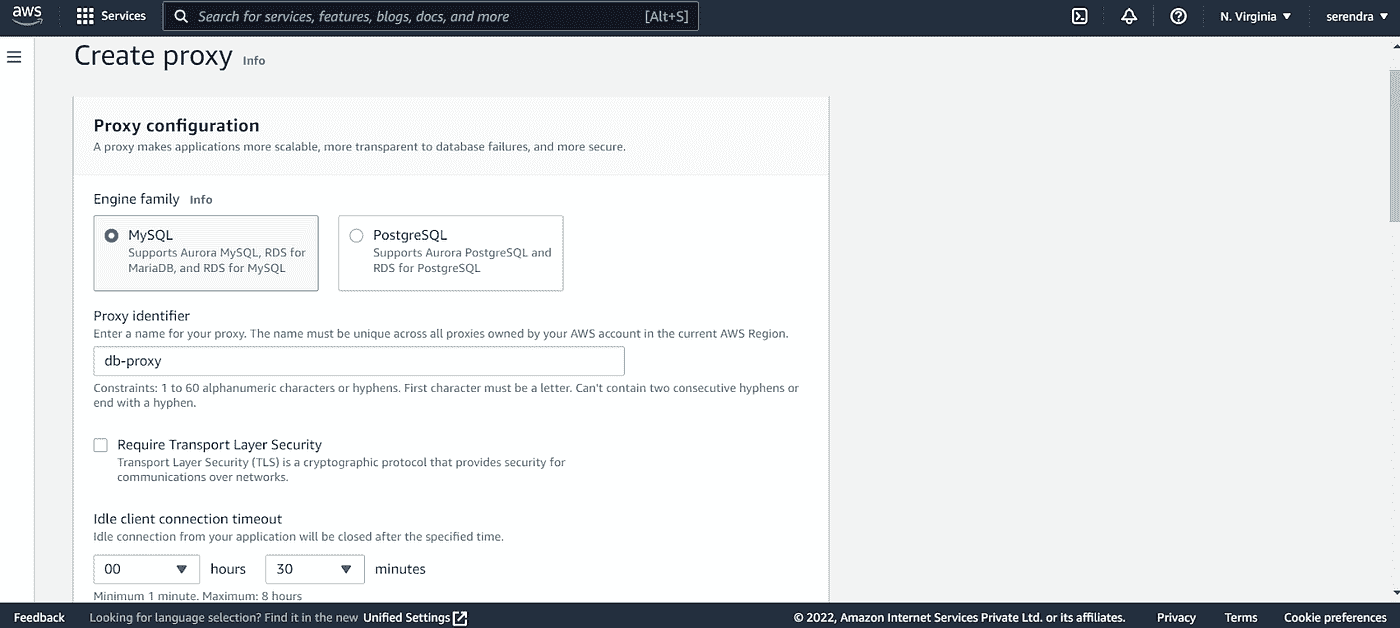 aws Services Search for services, features, blogs, docs, and more [Alt+S] N. Virginia serendra
Create proxy Info
Proxy configuration
A proxy makes applications more scalable, more transparent to database failures, and more secure.
Engine family Info
MySQL
Supports Aurora MySQL, RDS for
MariaDB, and RDS for MySQL
PostgreSQL
Supports Aurora PostgreSQL and
RDS for PostgreSQL
Proxy identifier
Enter a name for your proxy. The name must be unique across all proxies owned by your AWS account in the current AWS Region.
db-proxy
Constraints: 1 to 60 alphanumeric characters or hyphens. First character must be a letter. Can't contain two consecutive hyphens or
end with a hyphen.
Require Transport Layer Security
Transport Layer Security (TLS) is a cryptographic protocol that provides security for
communications over networks.
Idle client connection timeout
Idle connection from your application will be closed after the specified time.
00 hours 30 minutes
Minimum 1 minute. Maximum: 8 hours
Feedback Looking for language selection? Find it in the new Unified Settings © 2022, Amazon Internet Services Private Ltd. or its affiliates. Privacy Terms Cookie preferences